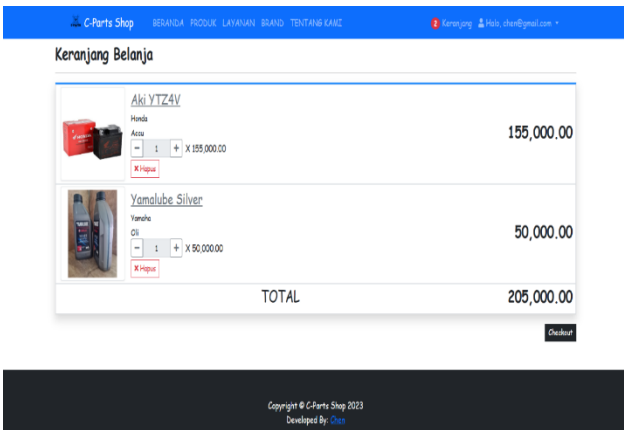 C-Parts Shop BERANDA PRODUK LAYANAN BRAND TENTANG KAMI 2 Keranjang Halo, chen@gmail.com
Keranjang Belanja
Aki YTZ4V
Honda
Accu
- 1 + X 155,000.00
155,000.00
Hapus
Yamalube Silver
Yamaha
Oli
- 1 + X 50,000.00
50,000.00
Hapus
TOTAL 205,000.00
Checkout
Copyright © C-Parts Shop 2023
Developed By: Chen